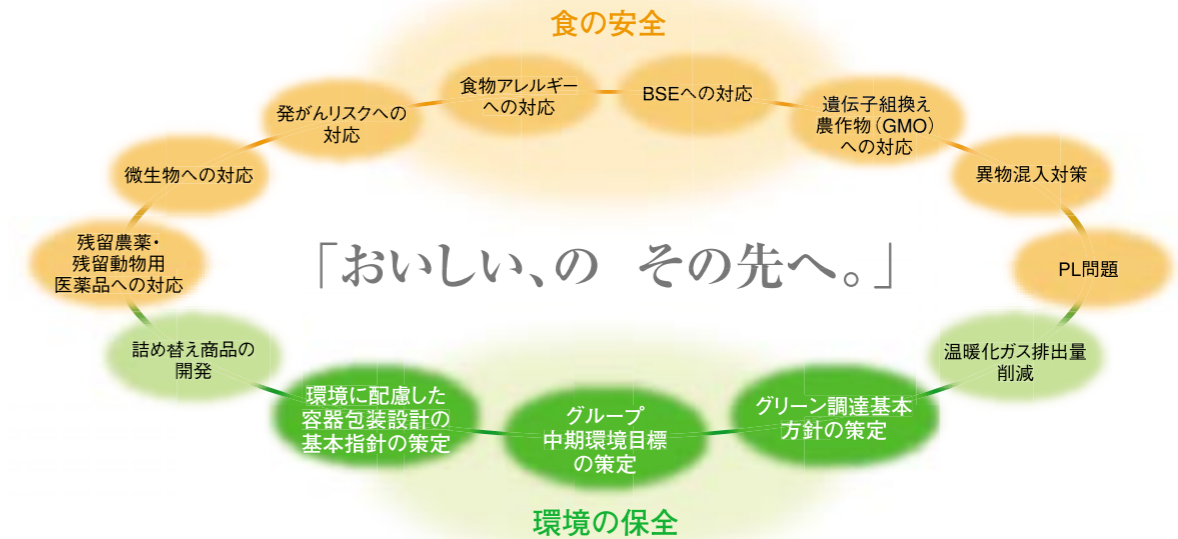 食の安全
食物アレルギー
への対応
BSEへの対応
発がんリスクへの
対応
遺伝子組換え
農作物（GMO）
への対応
微生物への対応
異物混入対策
残留農薬・
残留動物用
医薬品への対応
「おいしい、の その先へ。」
PL問題
詰め替え商品の
開発
温暖化ガス排出量
削減
環境に配慮した
容器包装設計の
基本指針の策定
グループ
中期環境目標
の策定
グリーン調達基本
方針の策定
環境の保全